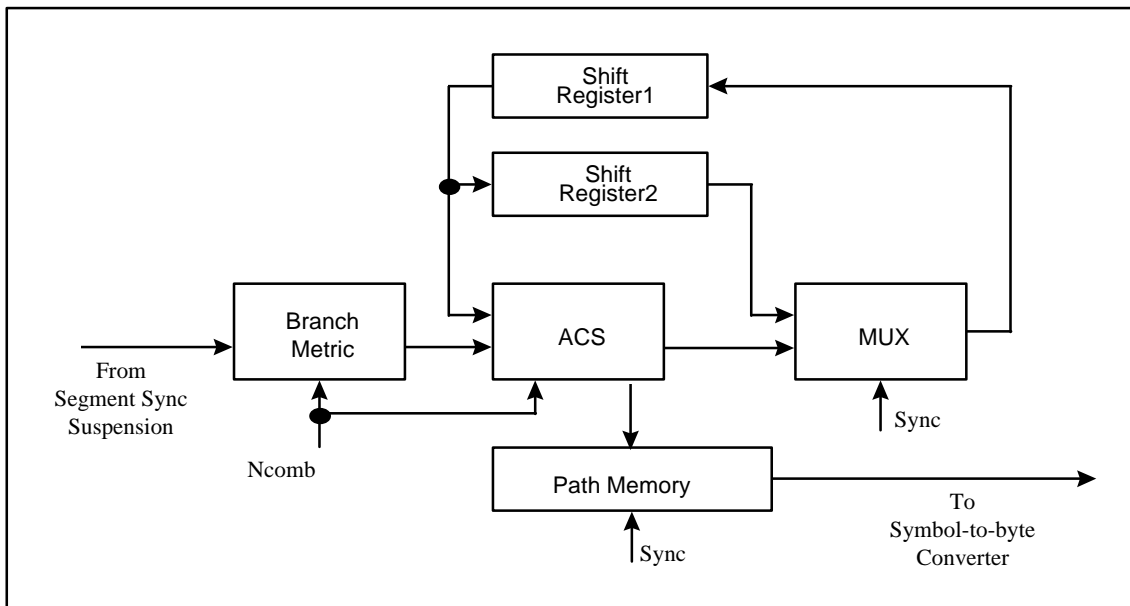 Shift
Register1
Shift
Register2
Branch
Metric
ACS
MUX
From
Segment Sync
Suspension
Ncomb
Sync
Path Memory
Sync
To
Symbol-to-byte
Converter